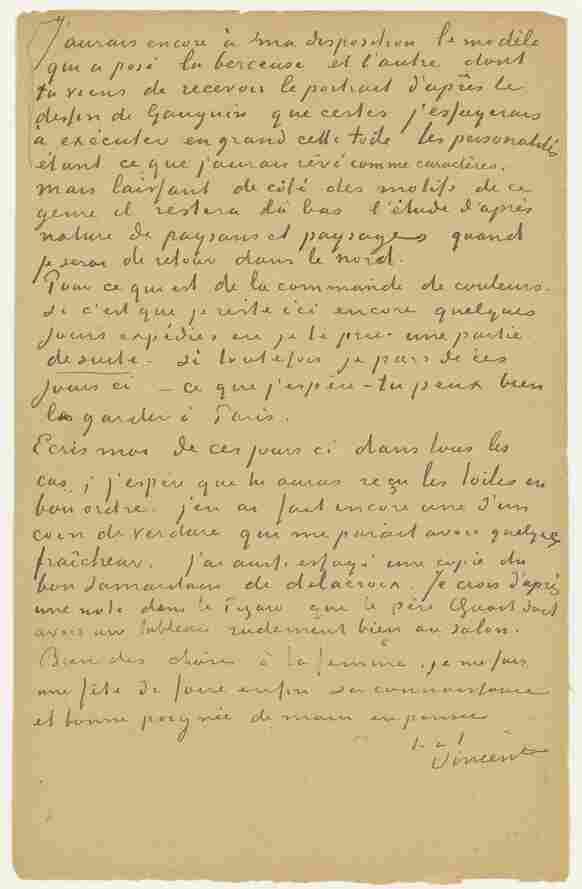 J'aurais encore à ma disposition le modèle
qui a posé la berceuse et l'autre dont
tu viens de recevoir le portrait d'après le
dessin de Gauguin que certes j'essayerais
à exécuter en grand cette toile les personalités
étant ce que j'aurais rêvé comme caractères.
mais laissant de côté des motifs de ce
genre il restera là bas l'étude d'après
nature de paysans et paysages quand
je serai de retour dans le nord.
Pour ce qui est de la commande de couleurs.
si c'est que je reste ici encore quelques
jours expédies en je te prie une partie
de suite. si toutefois je pars de ces
jours ci – ce que j'espère – tu peux bien
les garder à Paris.
Ecris moi de ces jours ci dans tous les
cas, j'espère que tu auras reçu les toiles en
bon ordre. j'en ai fait encore une d'un
coin de verdure qui me parait avoir quelque
fraîcheur. j'ai aussi essayé une copie du
bon Samaritain de delacroix. Je crois d'après
une note dans le Figaro que le père Quost doit
avoir un tableau rudement bien au salon.
Bien des choses à ta femme. je me fais
une fête de faire enfin sa connaissance
et bonne poignée de main en pensée
t. à t.
Vincent